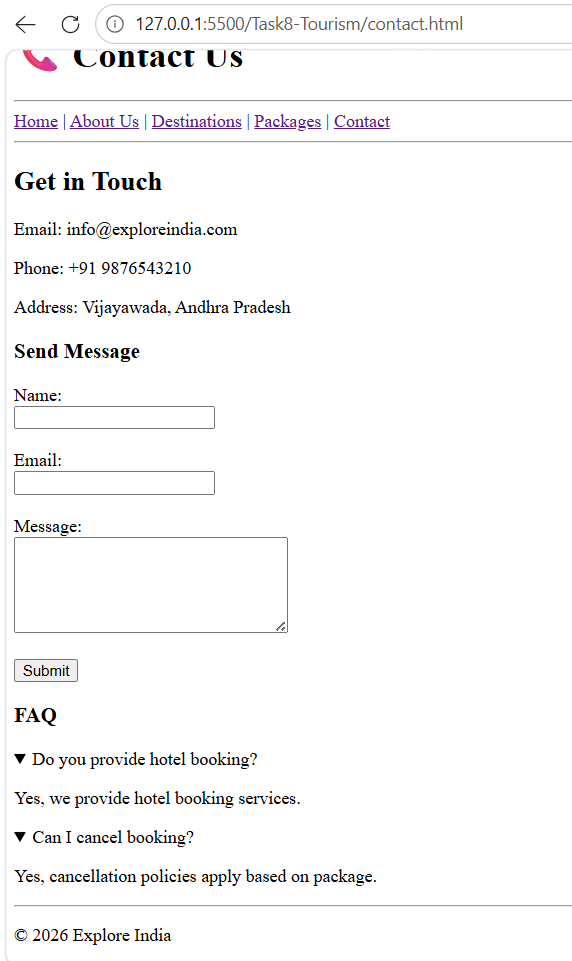 127.0.0.1:5500/Task8-Tourism/contact.html
Contact Us
Home | About Us | Destinations | Packages | Contact
Get in Touch
Email: info@exploreindia.com
Phone: +91 9876543210
Address: Vijayawada, Andhra Pradesh
Send Message
Name:
Email:
Message:
Submit
FAQ
Do you provide hotel booking?
Yes, we provide hotel booking services.
Can I cancel booking?
Yes, cancellation policies apply based on package.
© 2026 Explore India